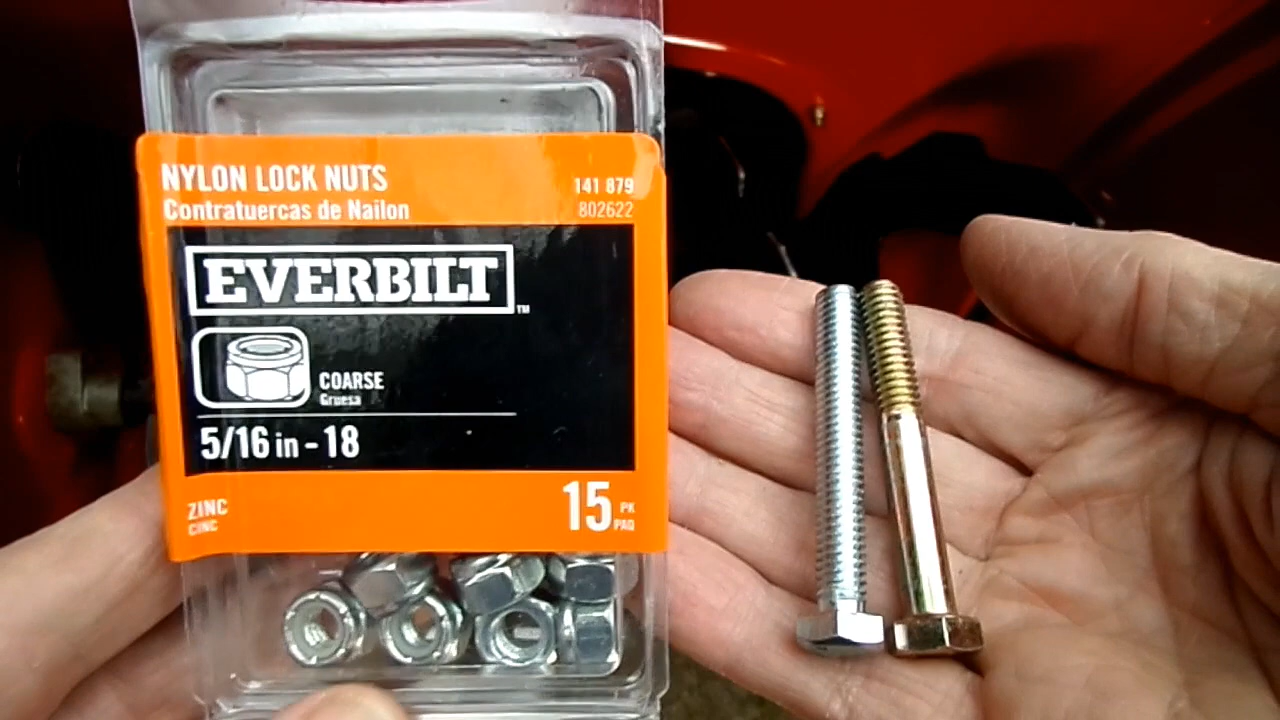 NYLON LOCK NUTS
Contratuercas de Nailon
141 879
802622
EVERBILT™
COARSE
Gruesa
5/16 in - 18
ZINC
CINC
15 PK
PAQ